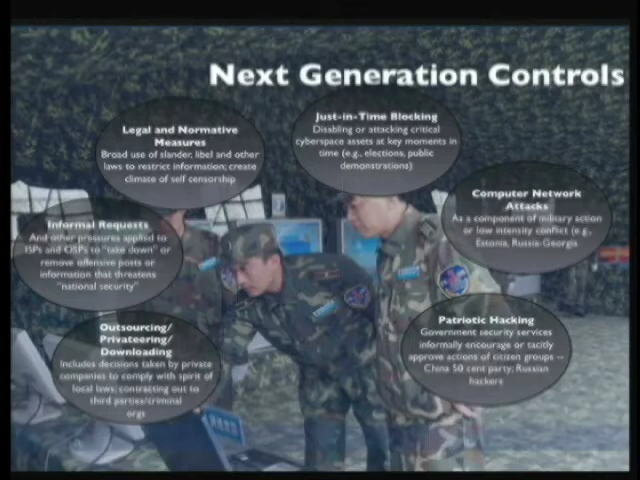 Next Generation Controls
Legal and Normative
Measures
Broad use of slander, libel and other
laws to restrict information; create
climate of self censorship
Just-in-Time Blocking
Disabling or attacking critical
cyberspace assets at key moments in
time (e.g., elections, public
demonstrations)
Computer Network
Attacks
As a component of military action
or low intensity conflict (e.g.,
Estonia, Russia-Georgia
Informal Requests
And other pressures applied to
ISPs and OSPs to "take down" or
remove offensive posts or
information that threatens
"national security"
Outsourcing/
Privateering/
Downloading
Includes decisions taken by private
companies to comply with spirit of
local laws; contracting out to
third parties/criminal
orgs
Patriotic Hacking
Government security services
informally encourage or tacitly
approve actions of citizen groups --
China 50 cent party; Russian
hackers